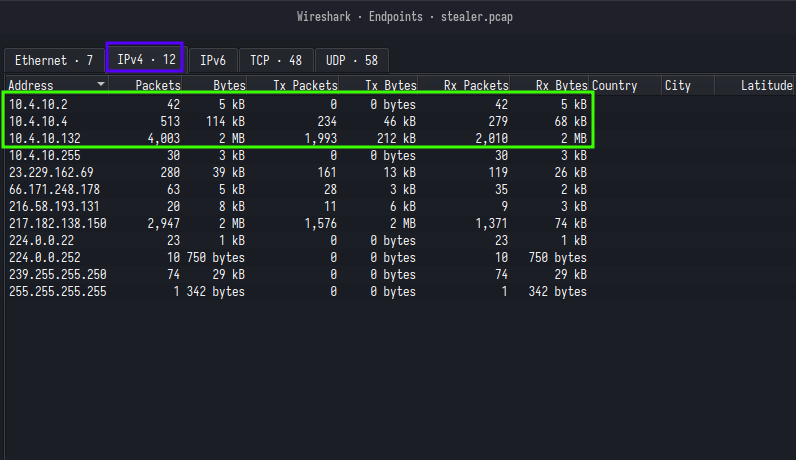 Wireshark · Endpoints · stealer.pcap
Ethernet · 7 IPv4 · 12 IPv6 TCP · 48 UDP · 58
Address Packets Bytes Tx Packets Tx Bytes Rx Packets Rx Bytes Country City Latitude
10.4.10.2 42 5 kB 0 0 bytes 42 5 kB
10.4.10.4 513 114 kB 234 46 kB 279 68 kB
10.4.10.132 4,003 2 MB 1,993 212 kB 2,010 2 MB
10.4.10.255 30 3 kB 0 0 bytes 30 3 kB
23.229.162.69 280 39 kB 161 13 kB 119 26 kB
66.171.248.178 63 5 kB 28 3 kB 35 2 kB
216.58.193.131 20 8 kB 11 6 kB 9 3 kB
217.182.138.150 2,947 2 MB 1,576 2 MB 1,371 74 kB
224.0.0.22 23 1 kB 0 0 bytes 23 1 kB
224.0.0.252 10 750 bytes 0 0 bytes 10 750 bytes
239.255.255.250 74 29 kB 0 0 bytes 74 29 kB
255.255.255.255 1 342 bytes 0 0 bytes 1 342 bytes